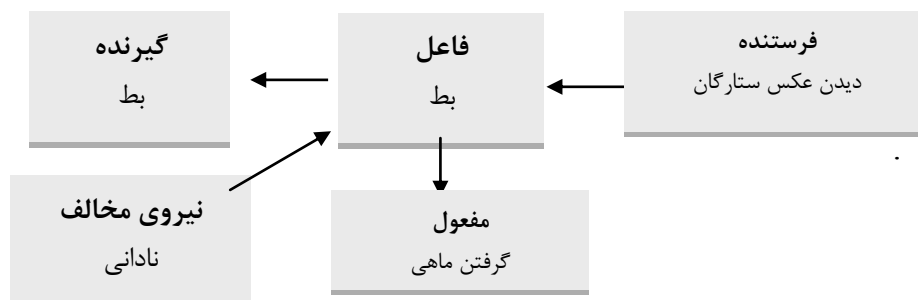 فرستنده
دیدن عکس ستارگان
فاعل
بط
گیرنده
بط
.
مفعول
گرفتن ماهی
نیروی مخالف
نادانی